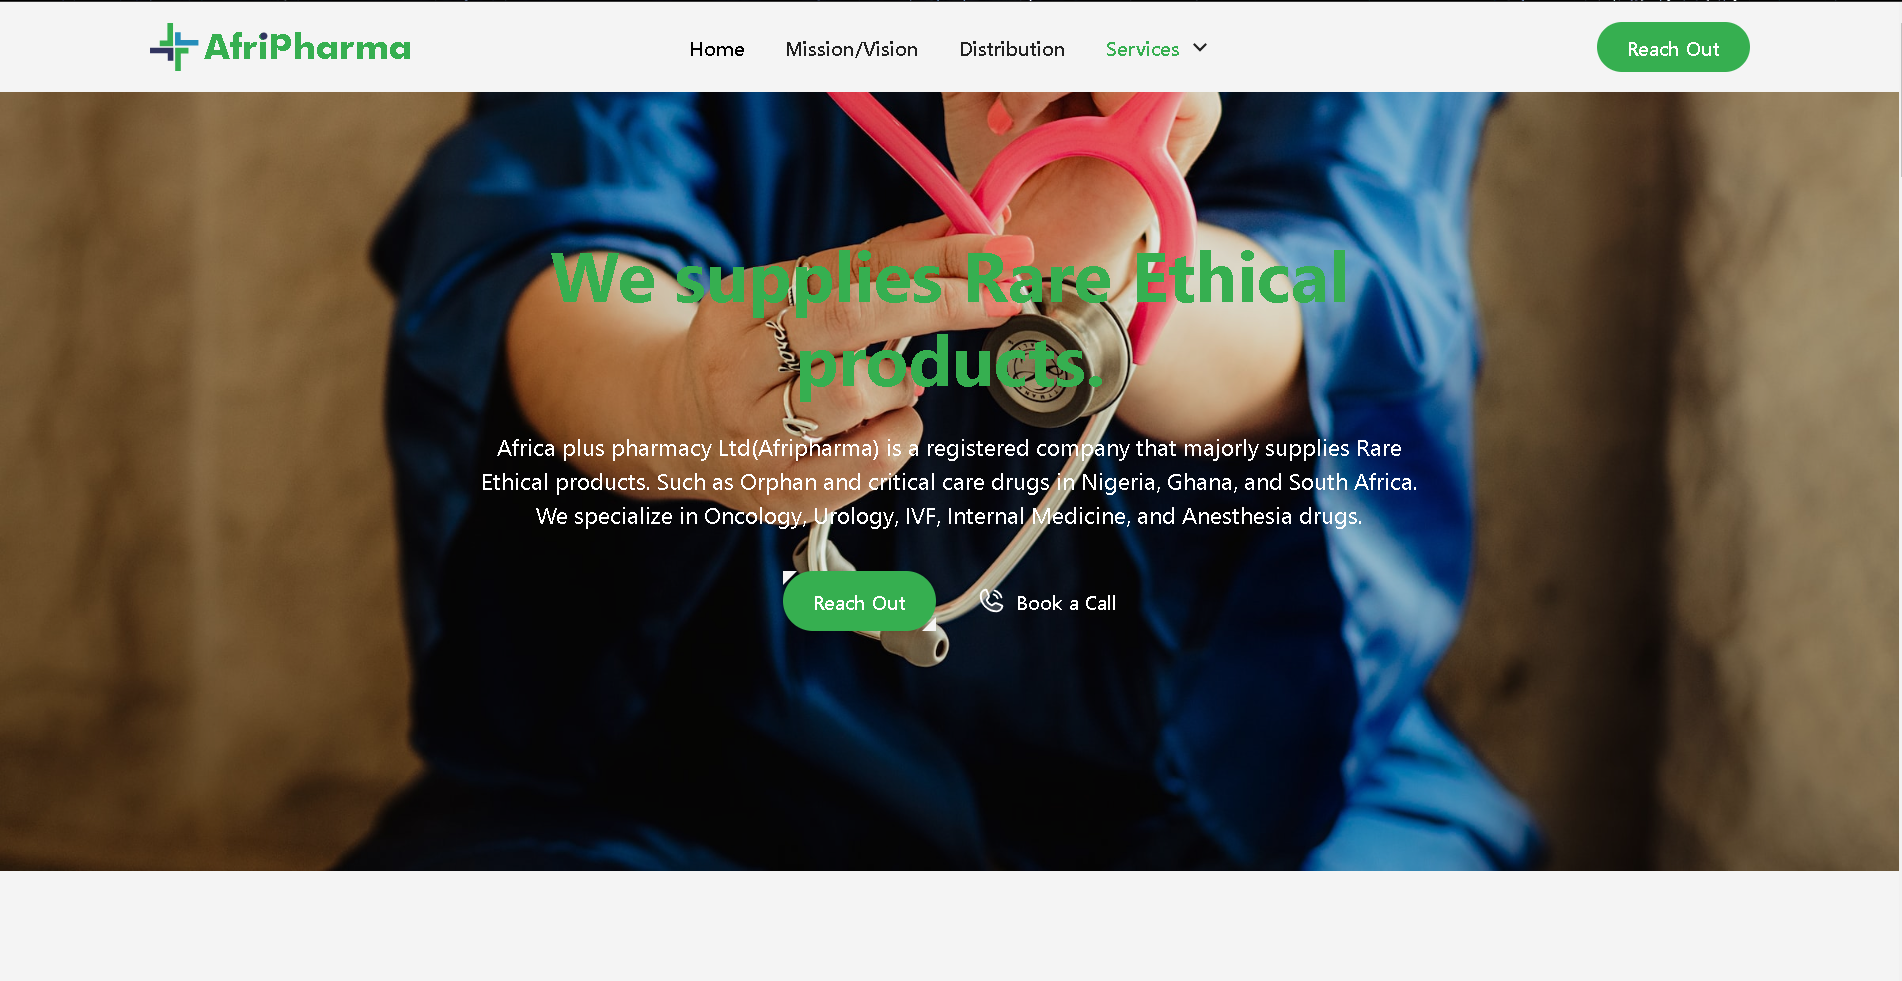 AfriPharma
Home
Mission/Vision
Distribution
Services
Reach Out
We supplies Rare Ethical
products.
Africa plus pharmacy Ltd(Afripharma) is a registered company that majorly supplies Rare
Ethical products. Such as Orphan and critical care drugs in Nigeria, Ghana, and South Africa.
We specialize in Oncology, Urology, IVF, Internal Medicine, and Anesthesia drugs.
Reach Out
Book a Call